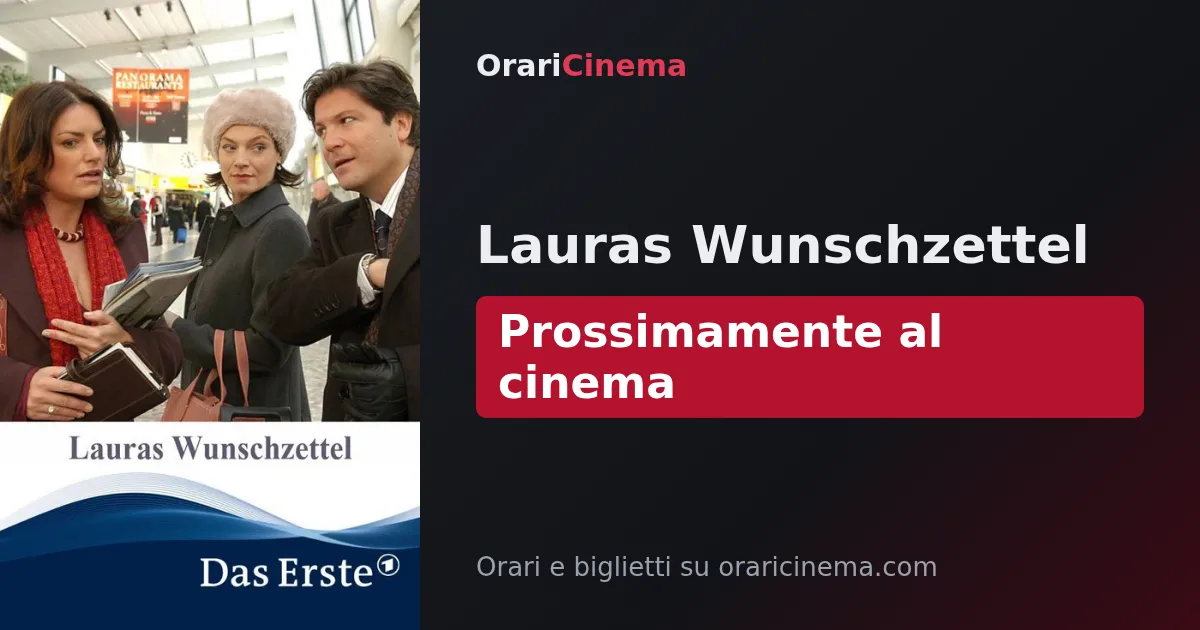 PANORAMA
RESTAURANTS
Lauras Wunschzettel
Das Erste
OrariCinema
Lauras Wunschzettel
Prossimamente al
cinema
Orari e biglietti su oraricinema.com